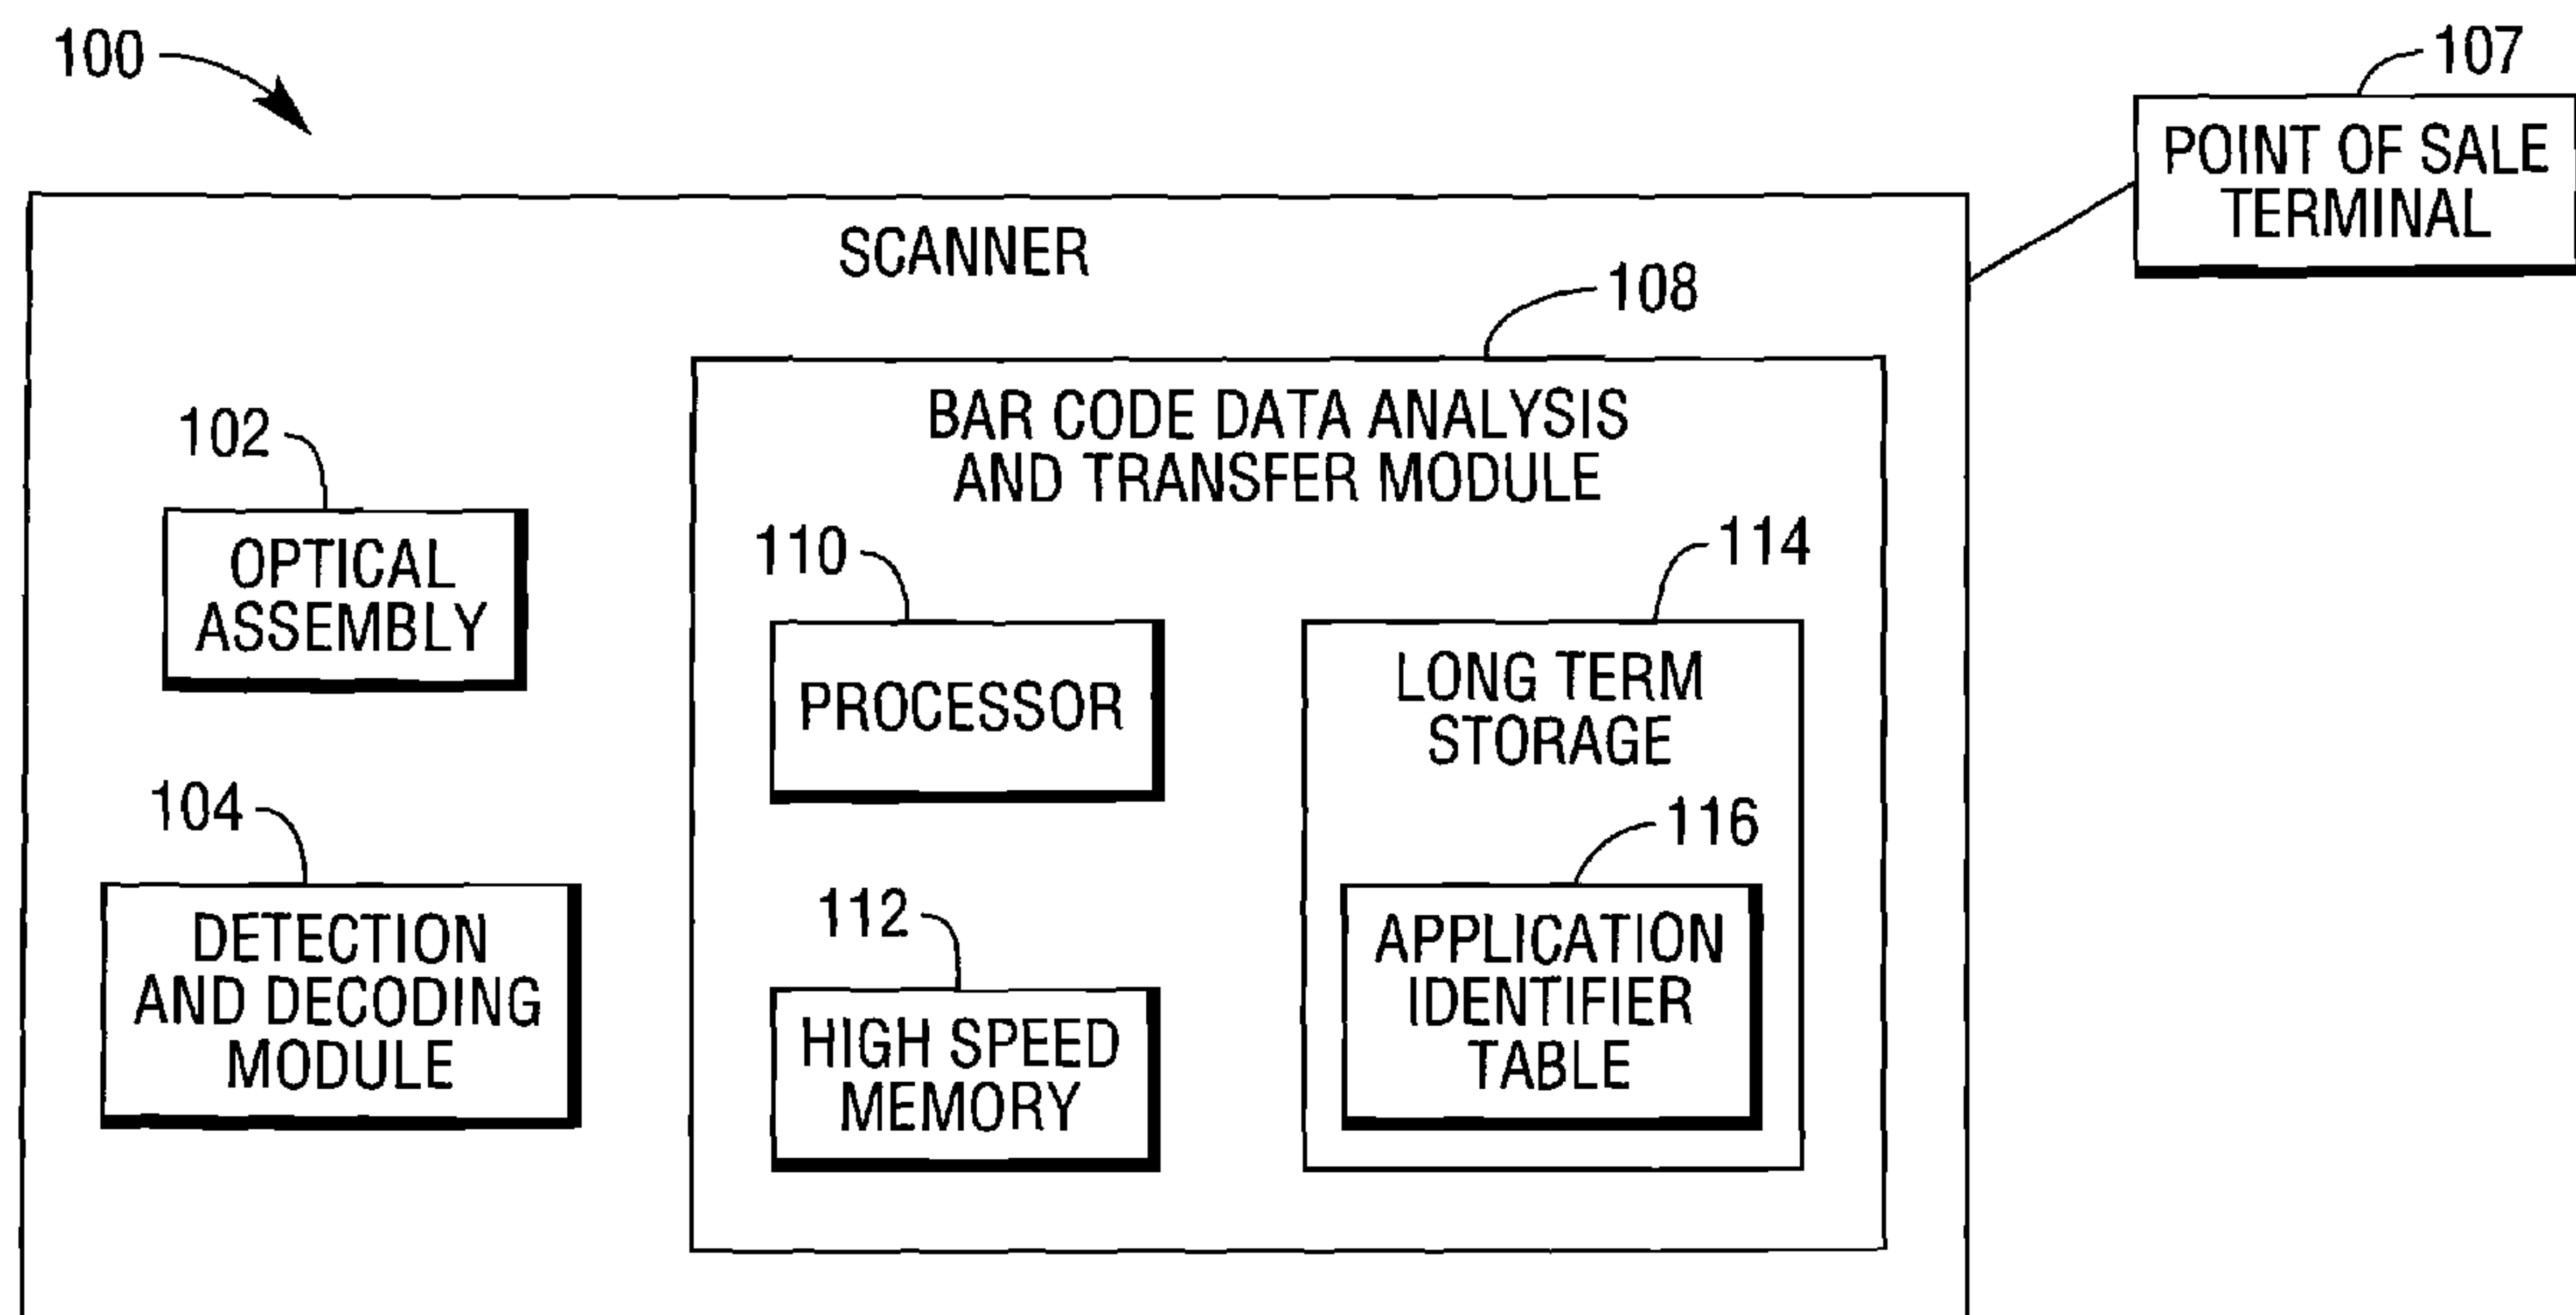 100
107
POINT OF SALE
TERMINAL
SCANNER
108
BAR CODE DATA ANALYSIS
AND TRANSFER MODULE
102
OPTICAL
ASSEMBLY
110
PROCESSOR
114
LONG TERM
STORAGE
104
DETECTION
AND DECODING
MODULE
112
HIGH SPEED
MEMORY
116
APPLICATION
IDENTIFIER
TABLE